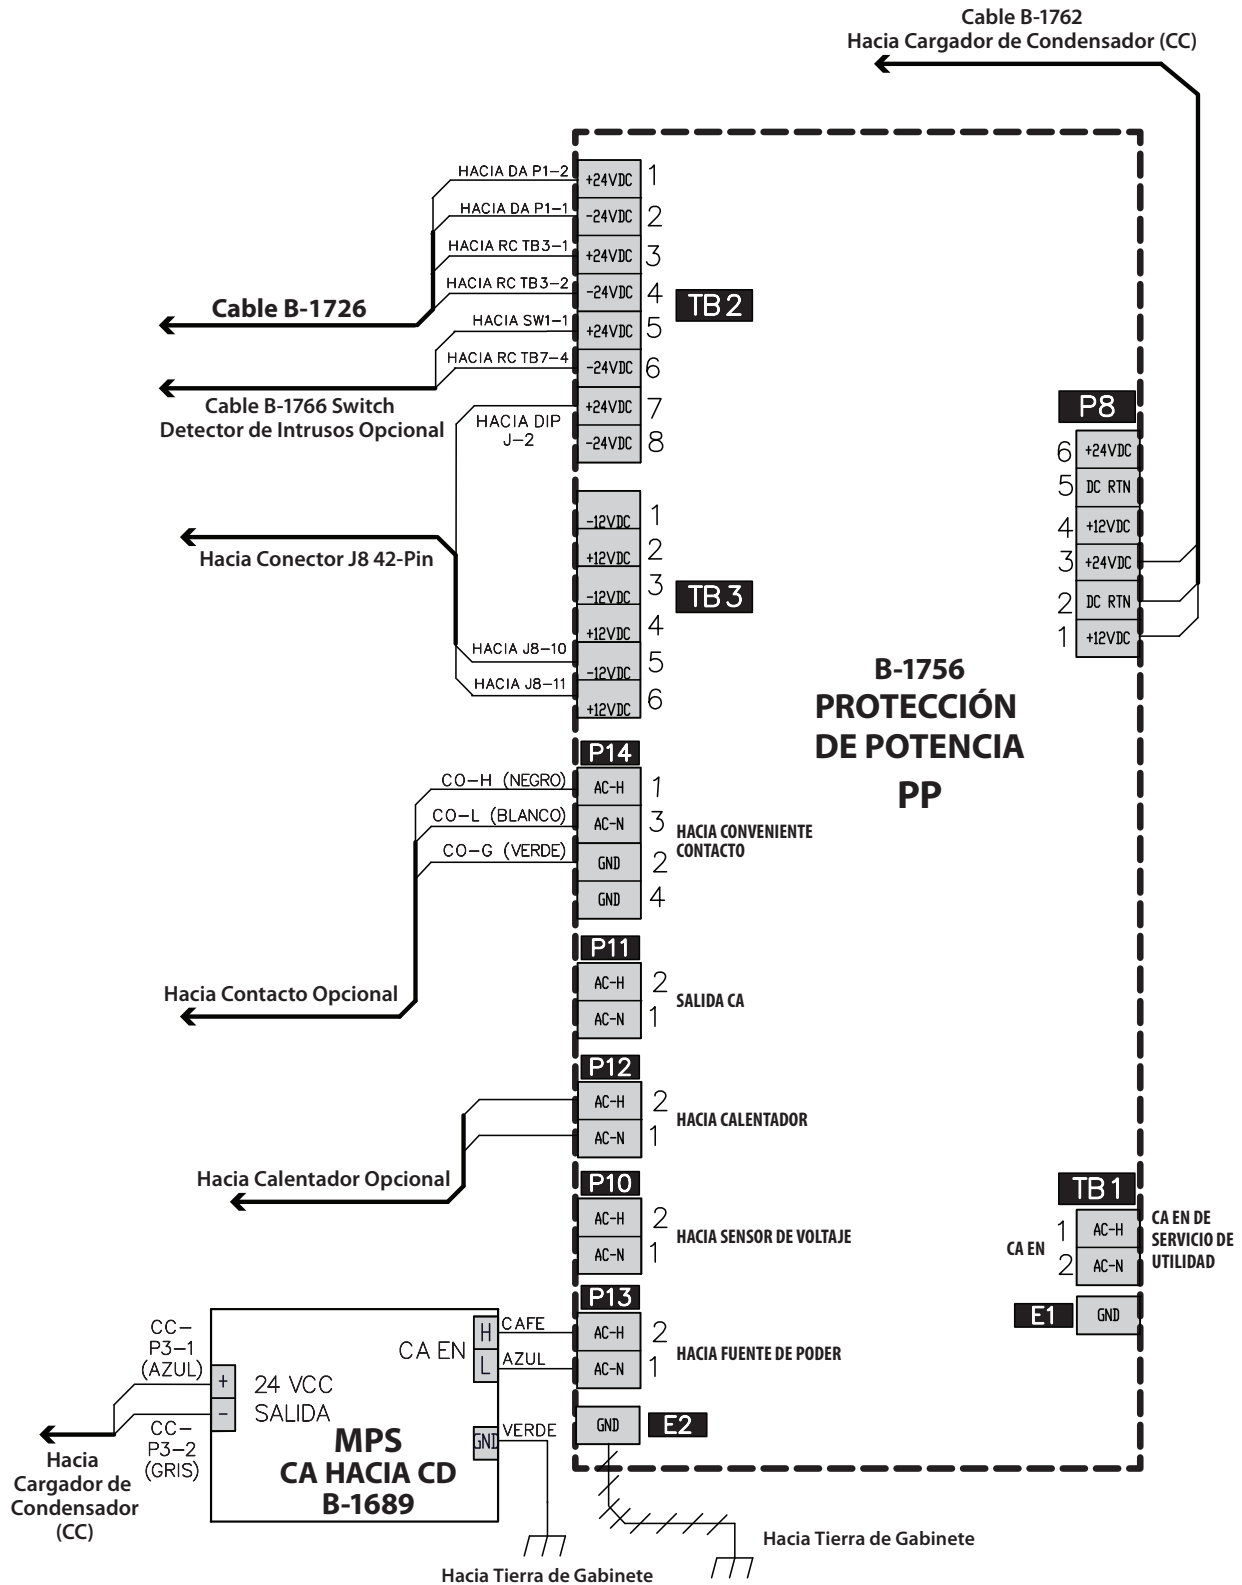 Cable B-1762
Hacia Cargador de Condensador (CC)
HACIA DA P1-2
+24VDC 1
HACIA DA P1-1
-24VDC 2
HACIA RC TB3-1
+24VDC 3
HACIA RC TB3-2
-24VDC 4
TB 2
Cable B-1726
HACIA SW1-1
+24VDC 5
HACIA RC TB7-4
-24VDC 6
Cable B-1766 Switch
Detector de Intrusos Opcional
HACIA DIP
J-2
+24VDC 7
-24VDC 8
P8
6 +24VDC
5 DC RTN
4 +12VDC
3 +24VDC
2 DC RTN
1 +12VDC
-12VDC 1
+12VDC 2
-12VDC 3
+12VDC 4
-12VDC 5
+12VDC 6
TB 3
Hacia Conector J8 42-Pin
HACIA J8-10
HACIA J8-11
B-1756
PROTECCIÓN
DE POTENCIA
PP
P14
CO-H (NEGRO)
AC-H 1
CO-L (BLANCO)
AC-N 3
CO-G (VERDE)
GND 2
GND 4
HACIA CONVENIENTE
CONTACTO
Hacia Contacto Opcional
P11
AC-H 2
AC-N 1
SALIDA CA
P12
AC-H 2
AC-N 1
HACIA CALENTADOR
Hacia Calentador Opcional
P10
AC-H 2
AC-N 1
HACIA SENSOR DE VOLTAJE
TB 1
CA EN
1 AC-H
2 AC-N
CA EN DE
SERVICIO DE
UTILIDAD
E1
GND
P13
AC-H 2
AC-N 1
HACIA FUENTE DE PODER
CAFE
AZUL
H
L
CA EN
CC-
P3-1
(AZUL)
+
-
24 VCC
SALIDA
CC-
P3-2
(GRIS)
GND
VERDE
MPS
CA HACIA CD
B-1689
GND
E2
Hacia
Cargador de
Condensador
(CC)
Hacia Tierra de Gabinete
Hacia Tierra de Gabinete